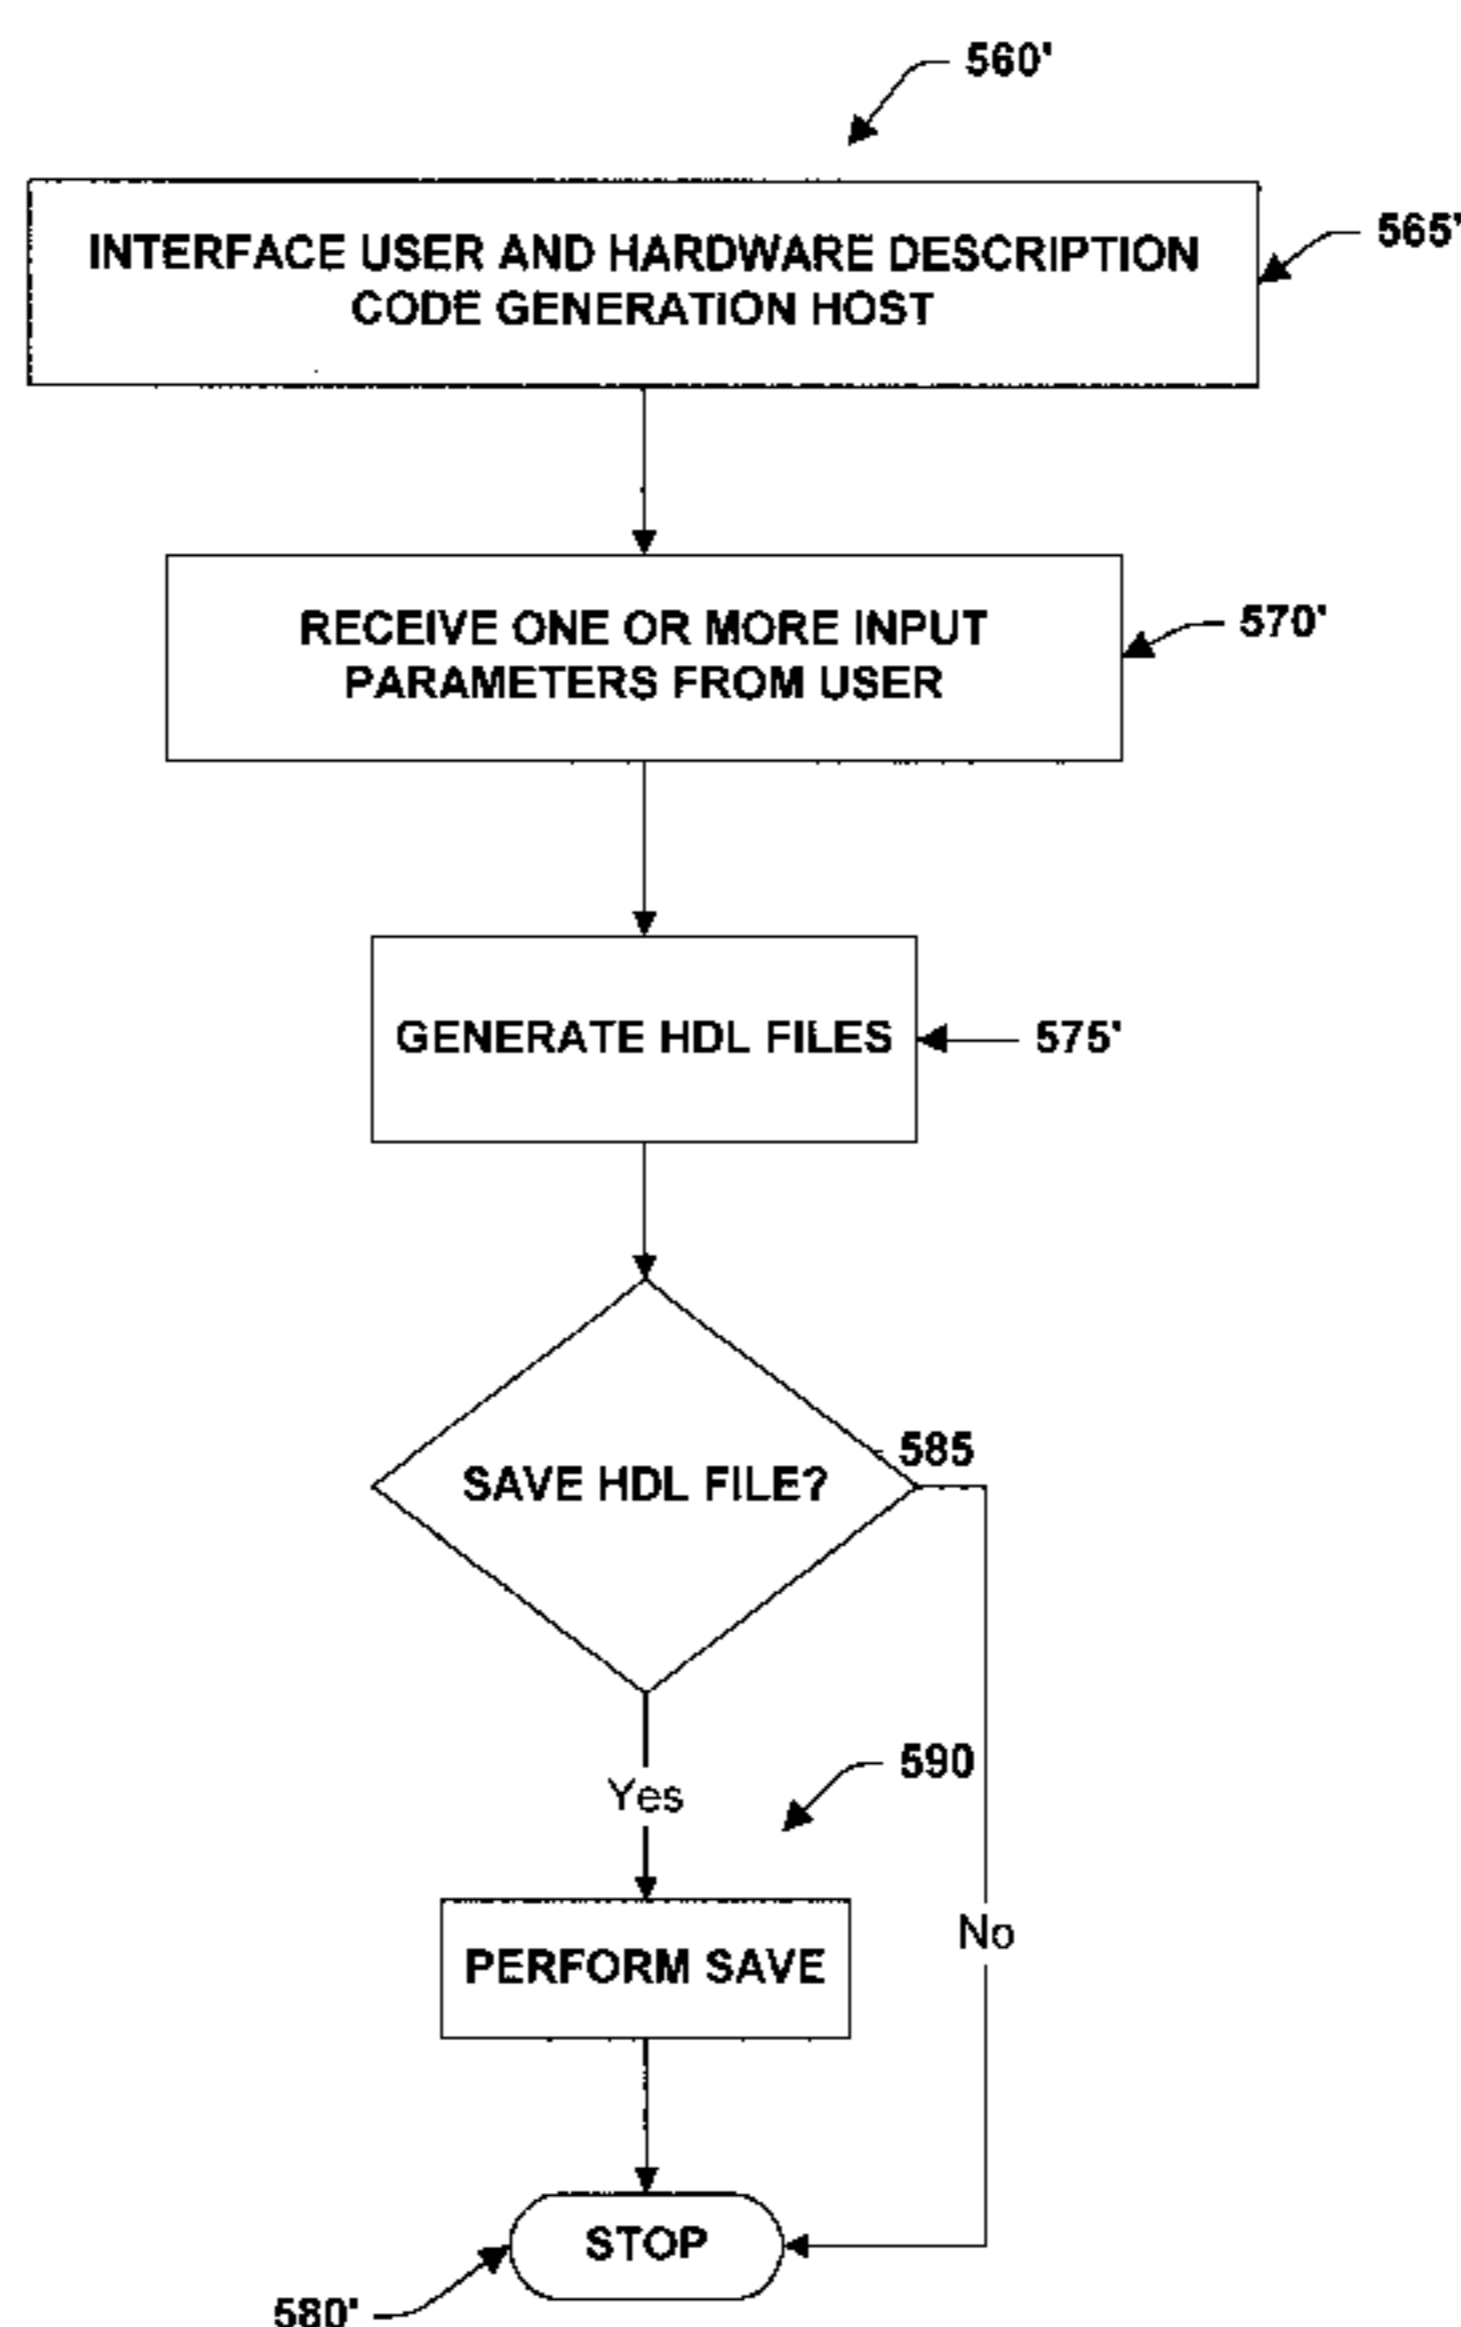 560'
INTERFACE USER AND HARDWARE DESCRIPTION
CODE GENERATION HOST
565'
RECEIVE ONE OR MORE INPUT
PARAMETERS FROM USER
570'
GENERATE HDL FILES
575'
SAVE HDL FILE?
585
Yes
590
No
PERFORM SAVE
STOP
580'